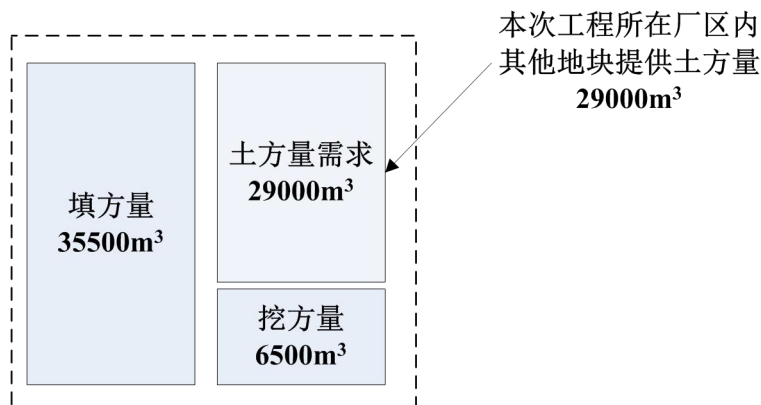 本次工程所在厂区内
其他地块提供土方量
29000m³
填方量
35500m³
土方量需求
29000m³
挖方量
6500m³